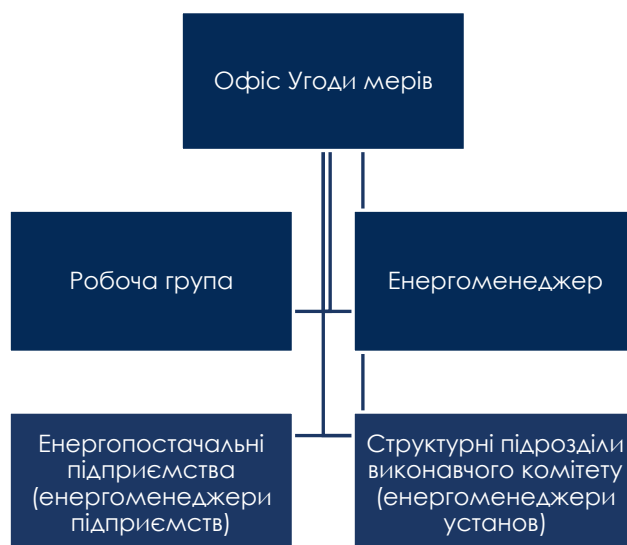 Офіс Угоди мерів
Робоча група
Енергоменеджер
Енергопостачальні
підприємства
(енергоменеджери
підприємств)
Структурні підрозділи
виконавчого комітету
(енергоменеджери
установ)